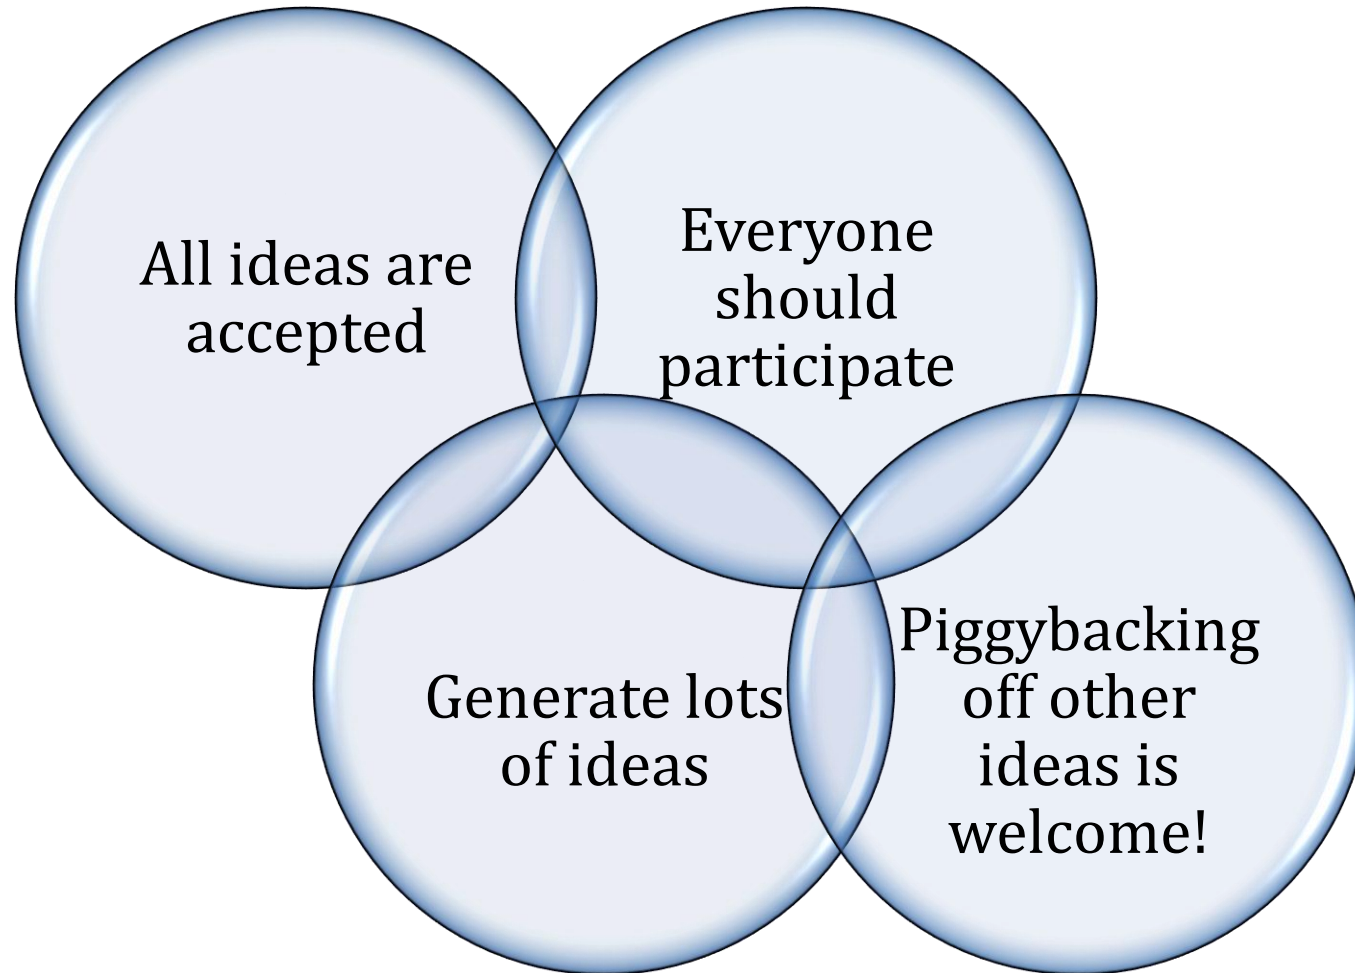 All ideas are
accepted
Everyone
should
participate
Generate lots
of ideas
Piggybacking
off other
ideas is
welcome!